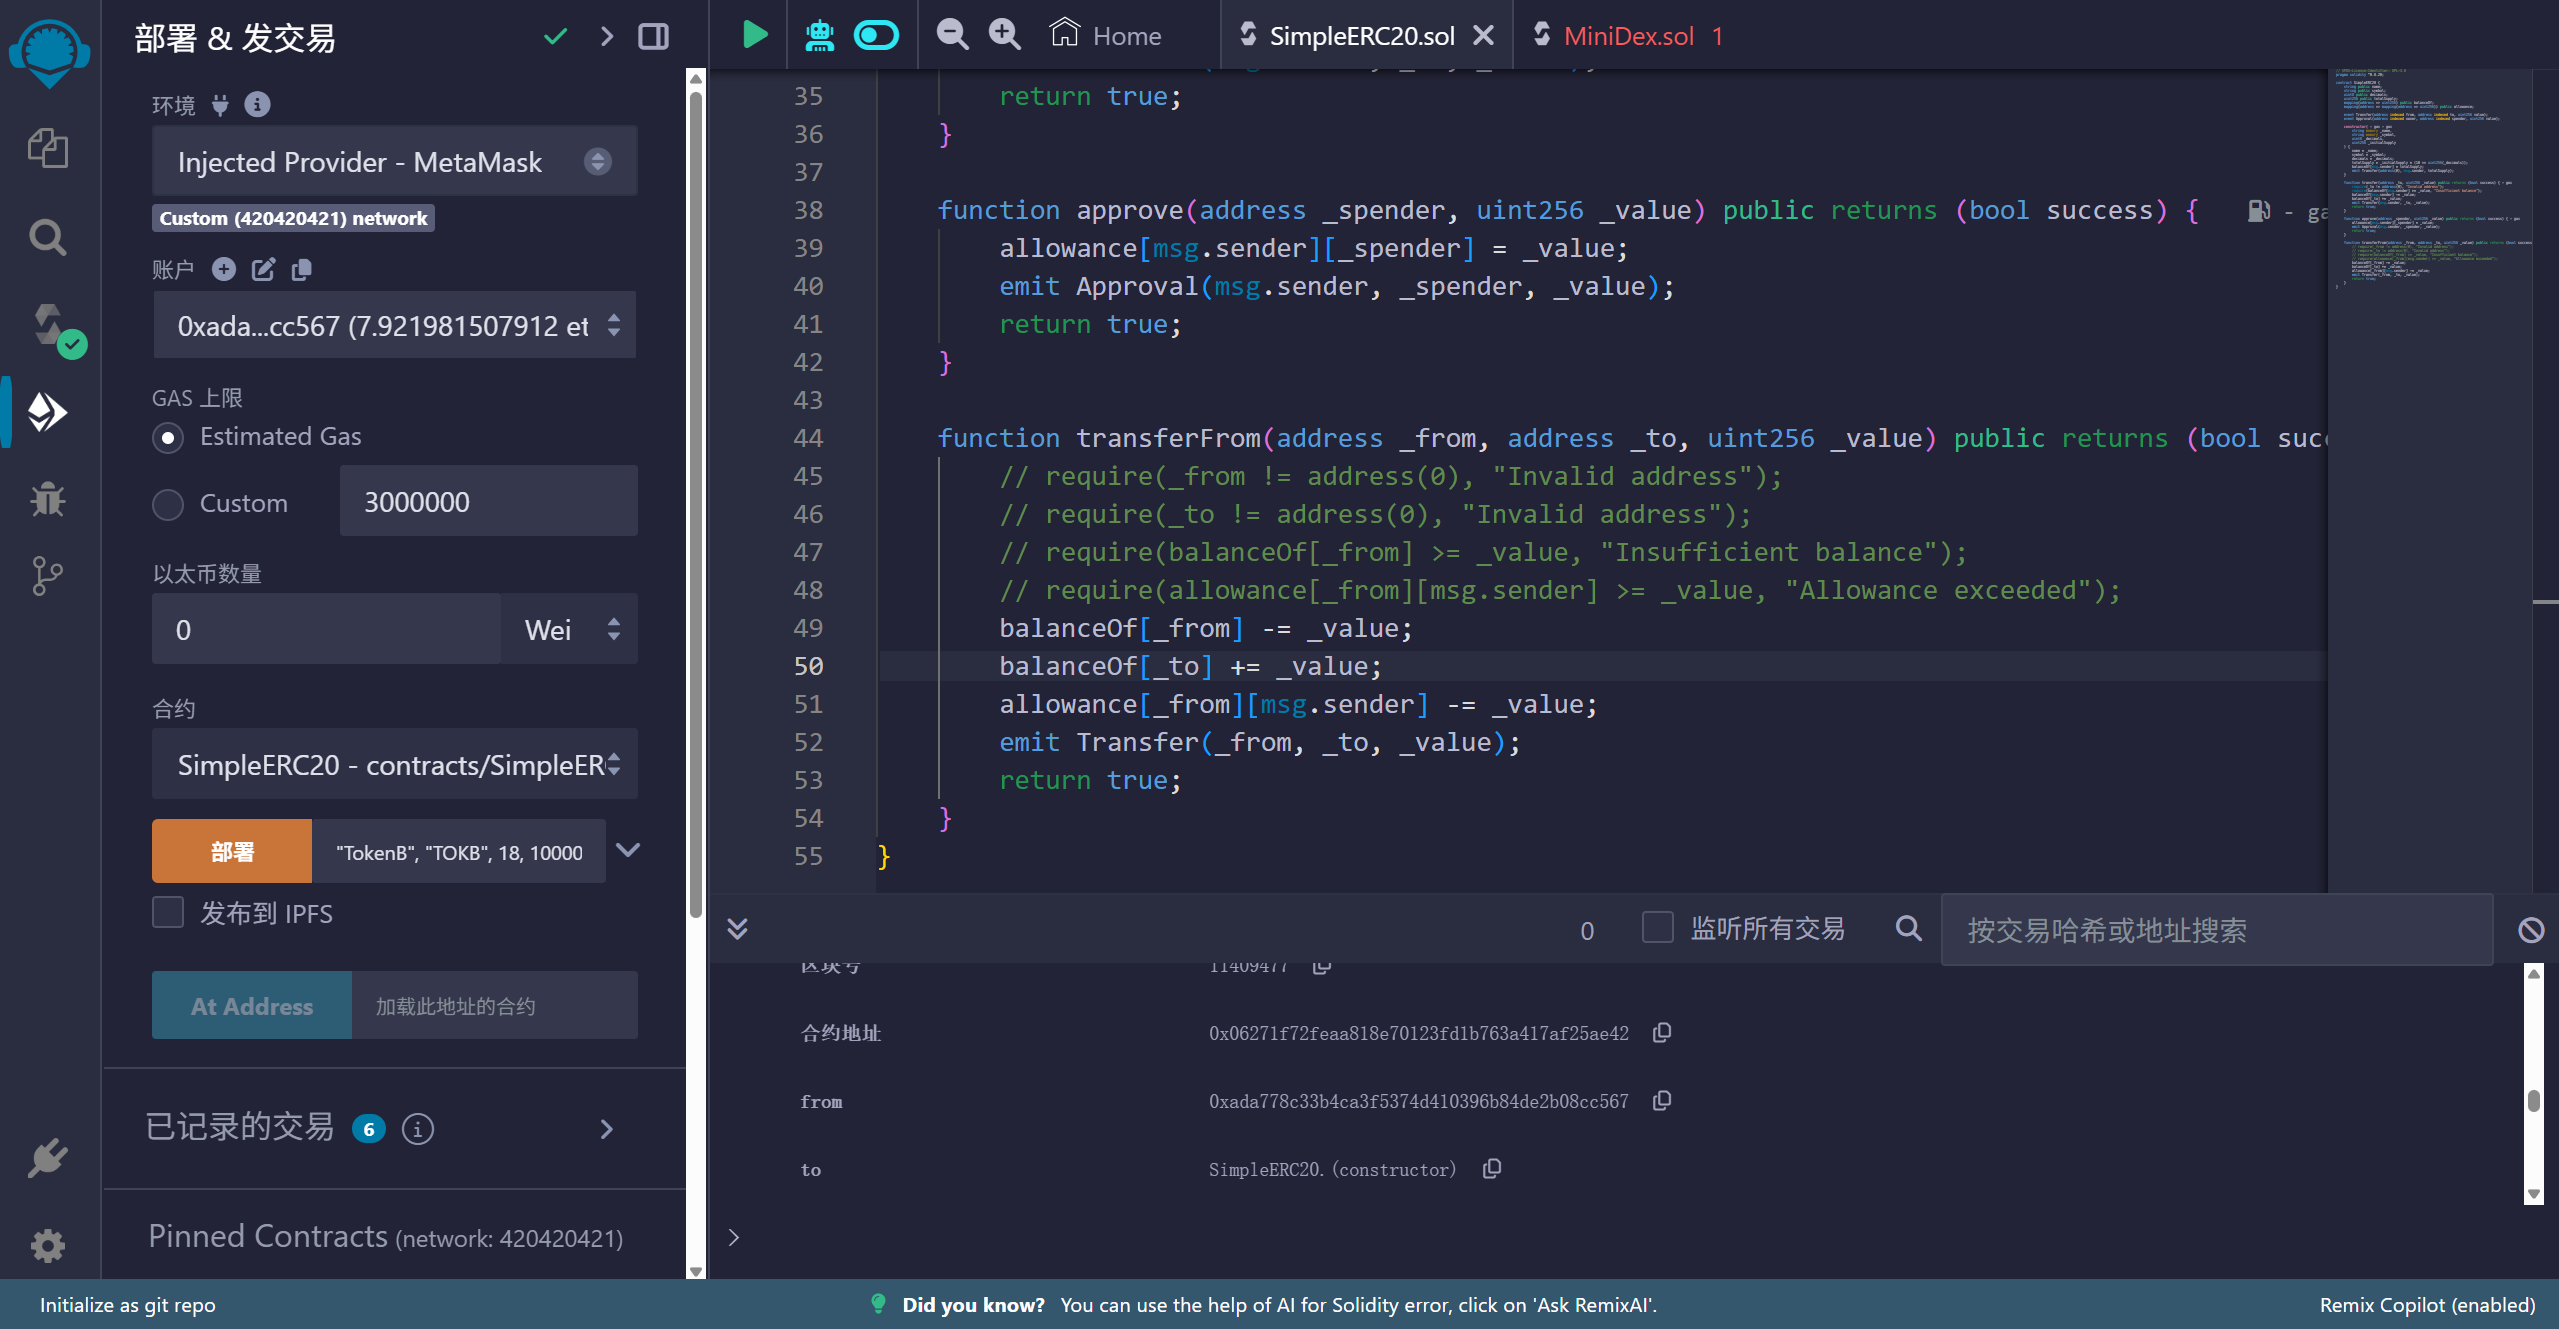 部署 & 发交易
环境
Injected Provider - MetaMask
Custom (420420421) network
账户
0xada...cc567 (7.921981507912 et
GAS 上限
Estimated Gas
Custom
3000000
以太币数量
0
Wei
合约
SimpleERC20 - contracts/SimpleER
部署
"TokenB", "TOKB", 18, 10000
发布到 IPFS
At Address
加载此地址的合约
已记录的交易 6
Pinned Contracts (network: 420420421)
Home
SimpleERC20.sol
MiniDex.sol 1
35 return true;
36 }
37
38 function approve(address _spender, uint256 _value) public returns (bool success) { - ga
39 allowance[msg.sender][_spender] = _value;
40 emit Approval(msg.sender, _spender, _value);
41 return true;
42 }
43
44 function transferFrom(address _from, address _to, uint256 _value) public returns (bool suc
45 // require(_from != address(0), "Invalid address");
46 // require(_to != address(0), "Invalid address");
47 // require(balanceOf[_from] >= _value, "Insufficient balance");
48 // require(allowance[_from][msg.sender] >= _value, "Allowance exceeded");
49 balanceOf[_from] -= _value;
50 balanceOf[_to] += _value;
51 allowance[_from][msg.sender] -= _value;
52 emit Transfer(_from, _to, _value);
53 return true;
54 }
55 }
0
监听所有交易
按交易哈希或地址搜索
区块号 11409477
合约地址 0x06271f72feaa818e70123fd1b763a417af25ae42
from 0xada778c33b4ca3f5374d410396b84de2b08cc567
to SimpleERC20.(constructor)
>
Initialize as git repo
Did you know? You can use the help of AI for Solidity error, click on 'Ask RemixAI'.
Remix Copilot (enabled)